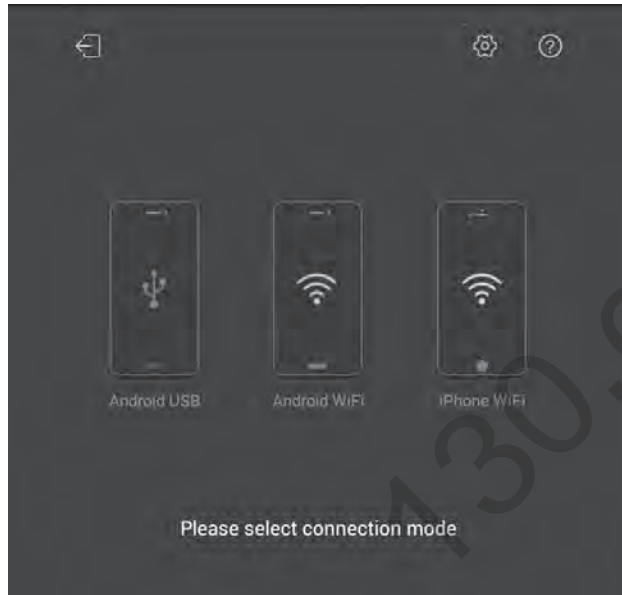 Android USB
Android WiFi
iPhone WiFi
Please select connection mode